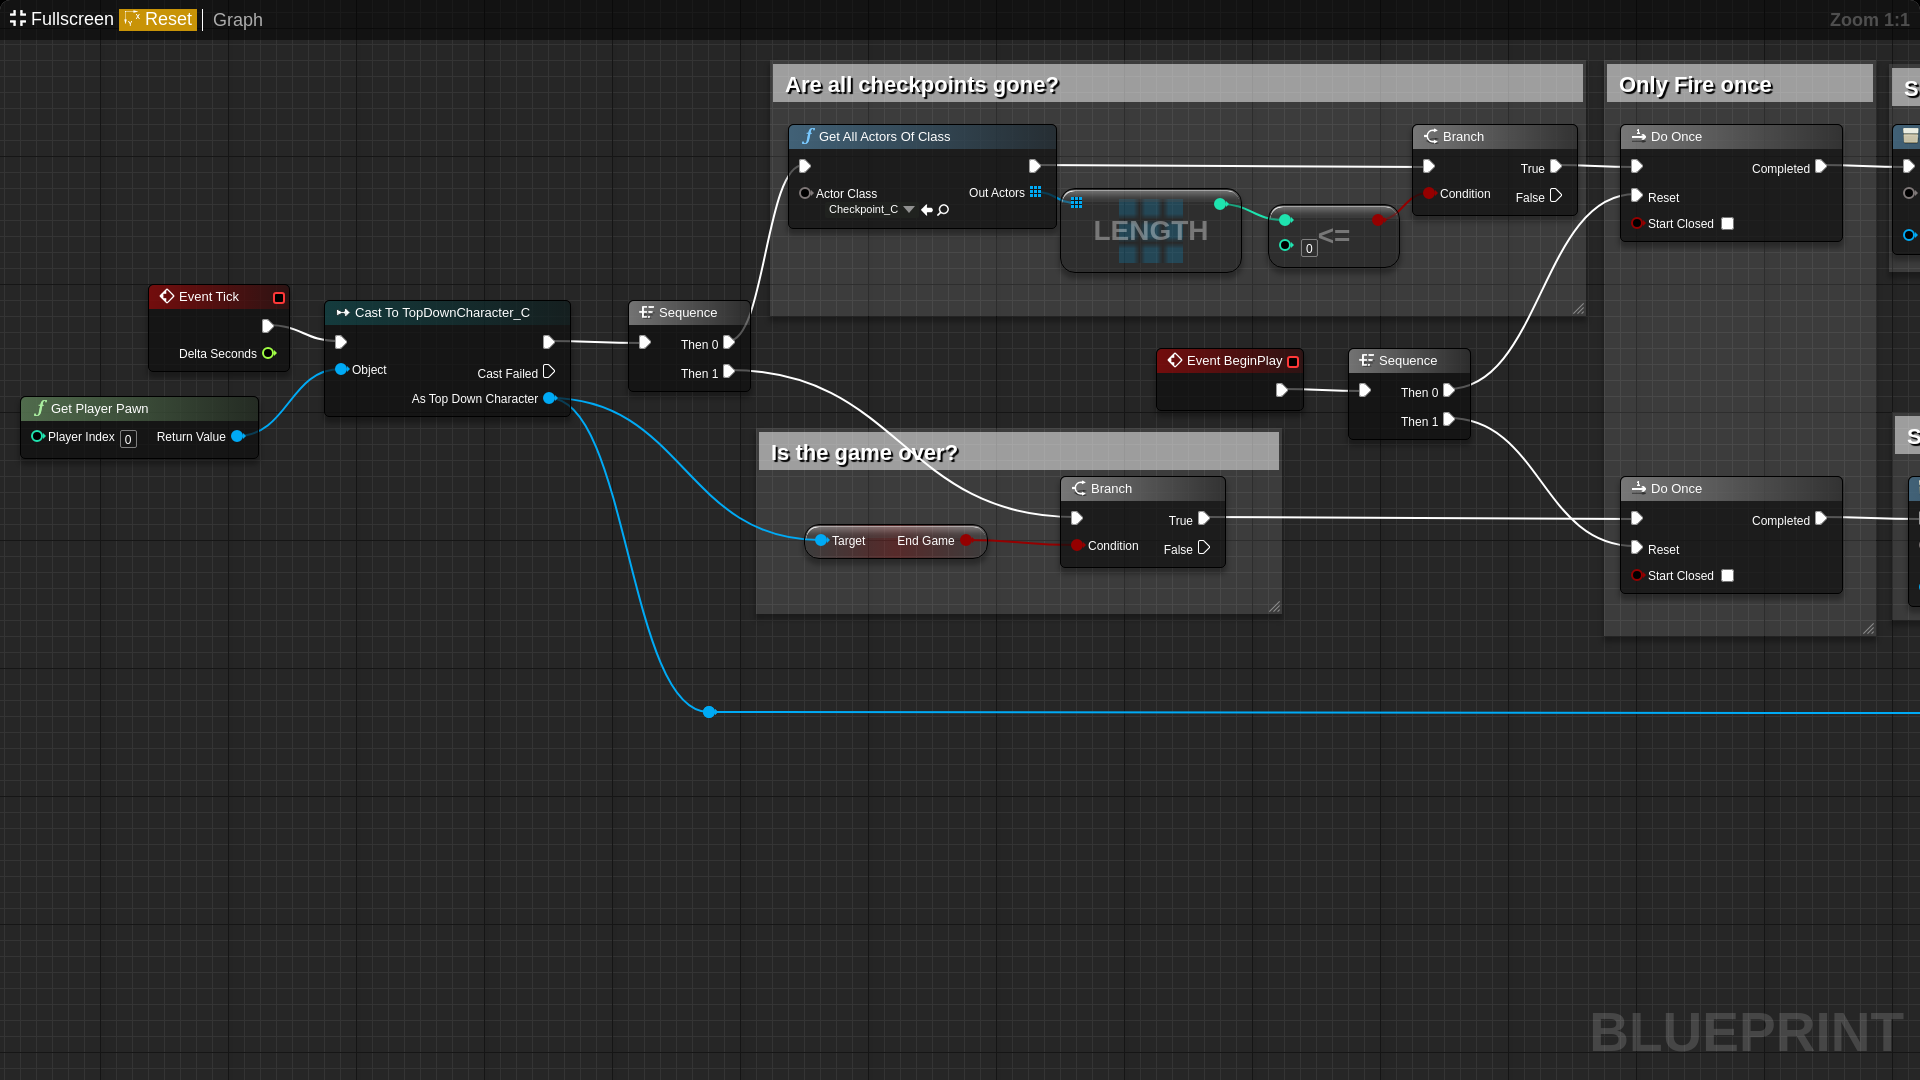 Fullscreen Reset Graph
Zoom 1:1
Are all checkpoints gone?
Get All Actors Of Class
Actor Class
Checkpoint_C
Out Actors
LENGTH
0
<=
Branch
True
Condition
False
Only Fire once
Do Once
Completed
Reset
Start Closed
S
Event Tick
Delta Seconds
Get Player Pawn
Player Index 0
Return Value
Cast To TopDownCharacter_C
Object
Cast Failed
As Top Down Character
Sequence
Then 0
Then 1
Event BeginPlay
Sequence
Then 0
Then 1
Is the game over?
Target
End Game
Branch
True
Condition
False
Do Once
Completed
Reset
Start Closed
S
BLUEPRINT